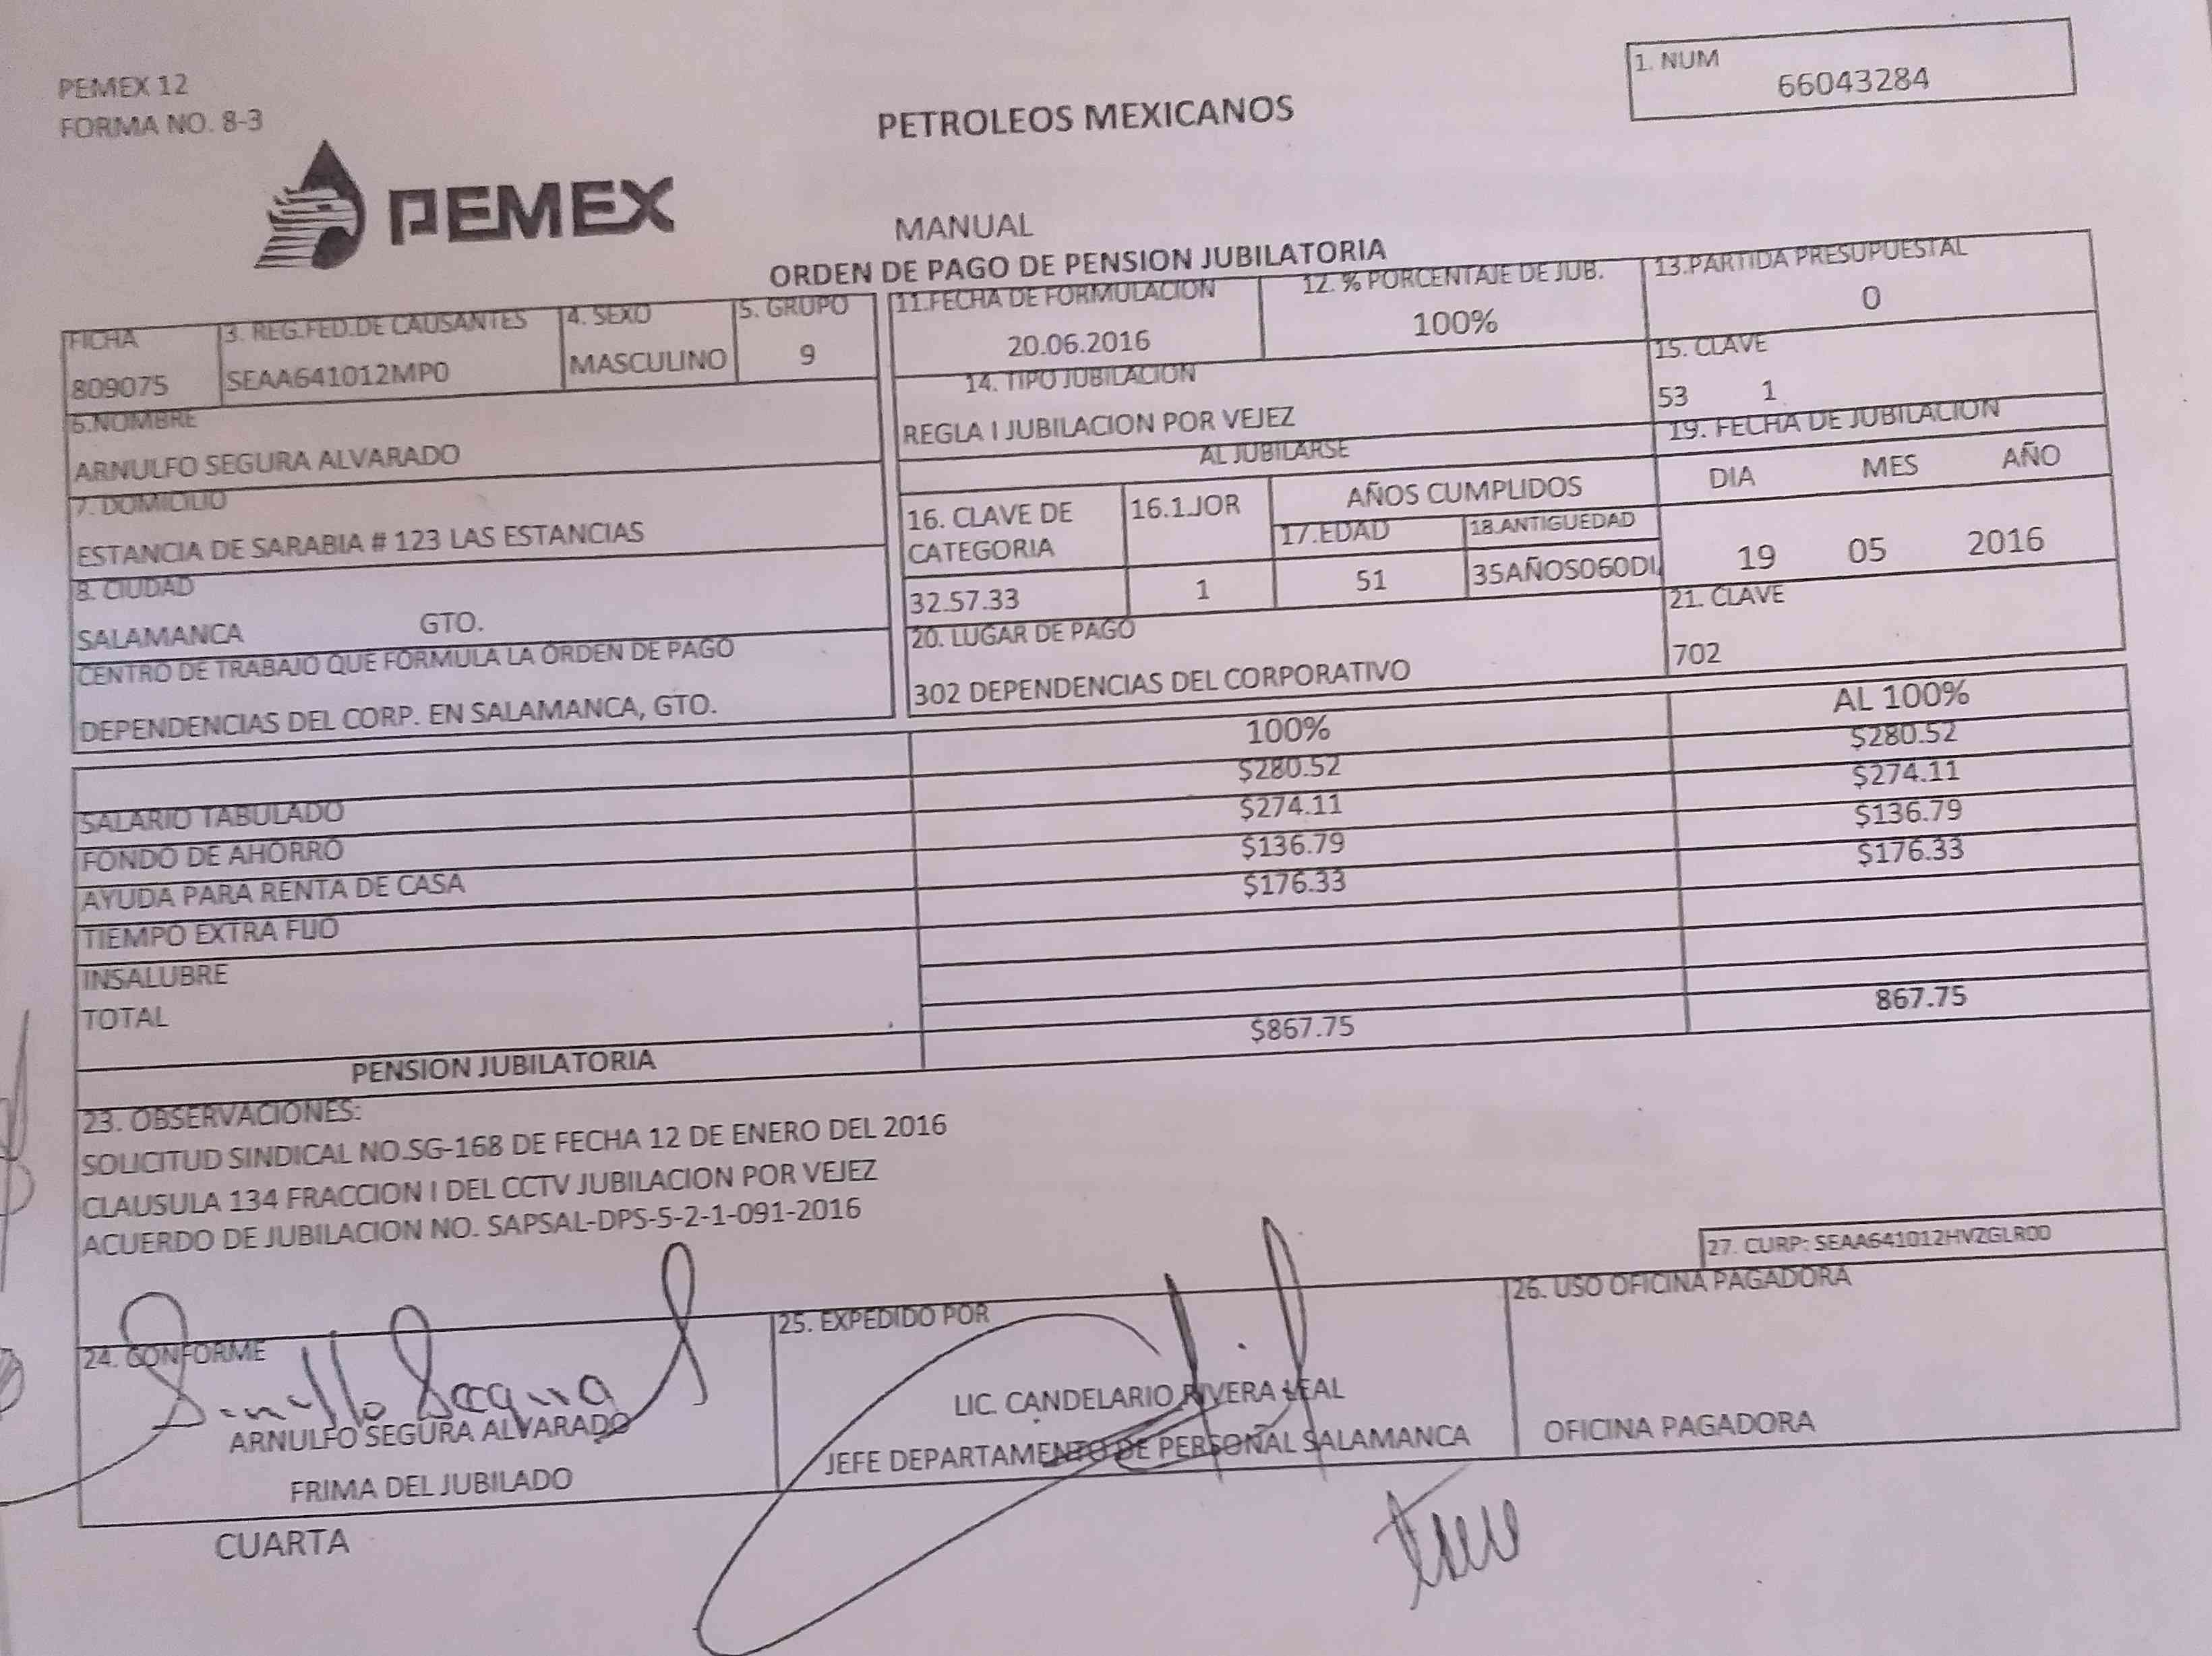 PEMEX 12
FORMA NO. 8-3
1. NUM
66043284
PETROLEOS MEXICANOS
PEMEX
MANUAL
ORDEN DE PAGO DE PENSION JUBILATORIA
FICHA 3. REG.FED.DE CAUSANTES 4. SEXO 5. GRUPO
809075 SEAA641012MP0 MASCULINO 9
6.NOMBRE
ARNULFO SEGURA ALVARADO
7. DOMICILIO
ESTANCIA DE SARABIA # 123 LAS ESTANCIAS
8. CIUDAD
SALAMANCA GTO.
CENTRO DE TRABAJO QUE FORMULA LA ORDEN DE PAGO
DEPENDENCIAS DEL CORP. EN SALAMANCA, GTO.
11.FECHA DE FORMULACION 12. % PORCENTAJE DE JUB. 13.PARTIDA PRESUPUESTAL
20.06.2016 100% 0
14. TIPO JUBILACION 15. CLAVE
REGLA I JUBILACION POR VEJEZ 53 1
AL JUBILARSE 19. FECHA DE JUBILACION
16. CLAVE DE CATEGORIA 16.1.JOR AÑOS CUMPLIDOS DIA MES AÑO
17.EDAD 18.ANTIGUEDAD
32.57.33 1 51 35AÑOS060DI 19 05 2016
20. LUGAR DE PAGO 21. CLAVE
302 DEPENDENCIAS DEL CORPORATIVO 702
100% AL 100%
$280.52 $280.52
SALARIO TABULADO $274.11 $274.11
FONDO DE AHORRO $136.79 $136.79
AYUDA PARA RENTA DE CASA $176.33 $176.33
TIEMPO EXTRA FIJO
INSALUBRE
TOTAL
$867.75 867.75
PENSION JUBILATORIA
23. OBSERVACIONES:
SOLICITUD SINDICAL NO.SG-168 DE FECHA 12 DE ENERO DEL 2016
CLAUSULA 134 FRACCION I DEL CCTV JUBILACION POR VEJEZ
ACUERDO DE JUBILACION NO. SAPSAL-DPS-5-2-1-091-2016
27. CURP: SEAA641012HVZGLR00
24. CONFORME 25. EXPEDIDO POR 26. USO OFICINA PAGADORA
Arnulfo Segura A
ARNULFO SEGURA ALVARADO
FRIMA DEL JUBILADO
LIC. CANDELARIO RIVERA LEAL
JEFE DEPARTAMENTO DE PERSONAL SALAMANCA
OFICINA PAGADORA
CUARTA